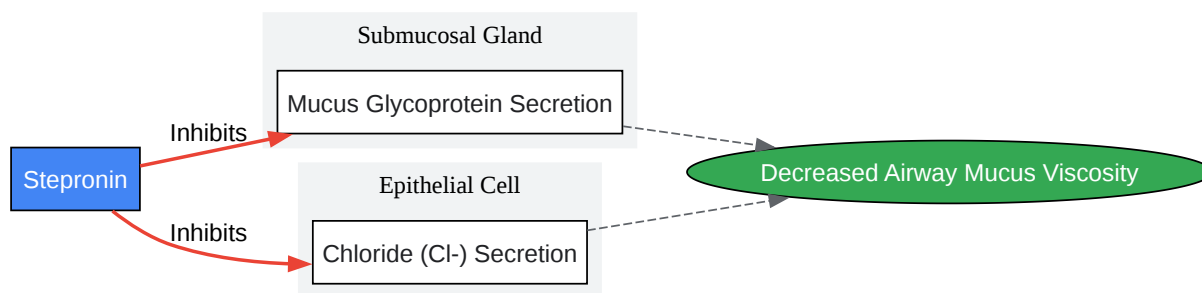 Submucosal Gland
Mucus Glycoprotein Secretion
Inhibits
Stepronin
Decreased Airway Mucus Viscosity
Epithelial Cell
Inhibits
Chloride (Cl-) Secretion